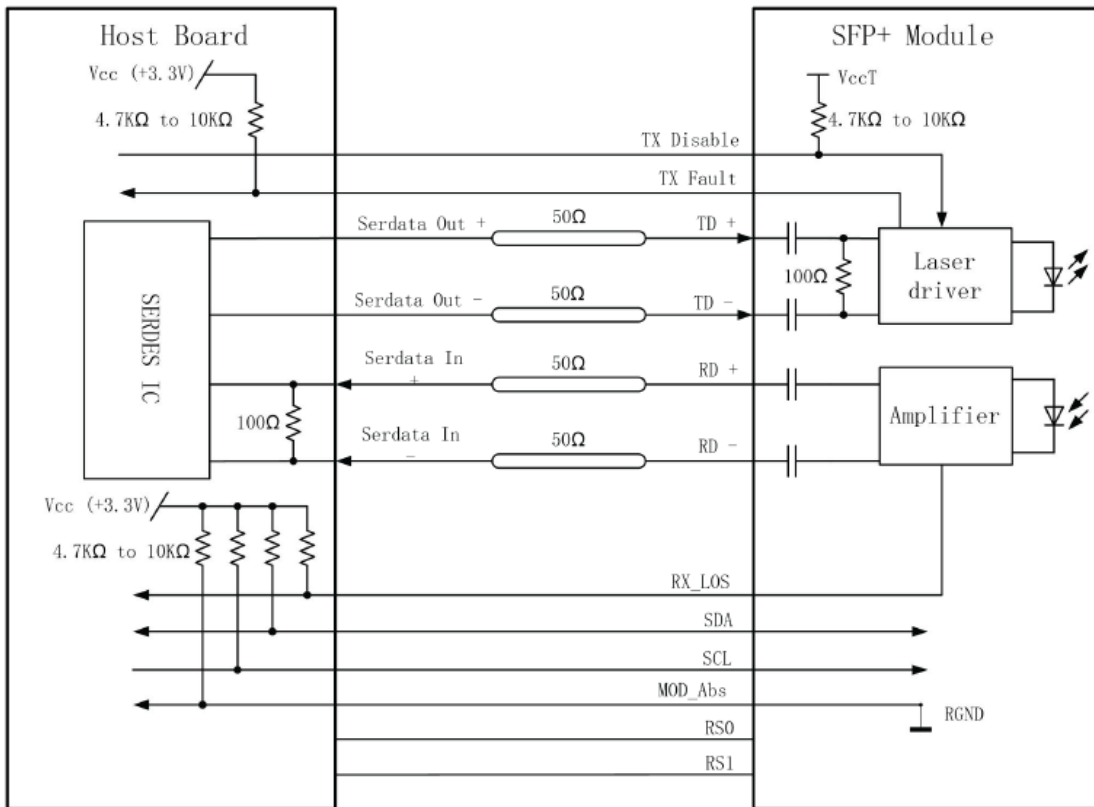 Host Board
SFP+ Module
Vcc (+3.3V)
VccT
4.7KΩ to 10KΩ
4.7KΩ to 10KΩ
TX Disable
TX Fault
Serdata Out +
50Ω
TD +
100Ω
Laser
driver
Serdata Out -
50Ω
TD -
SERDES IC
Serdata In
+
50Ω
RD +
100Ω
Amplifier
Serdata In
-
50Ω
RD -
Vcc (+3.3V)
4.7KΩ to 10KΩ
RX_LOS
SDA
SCL
MOD_Abs
RGND
RS0
RS1